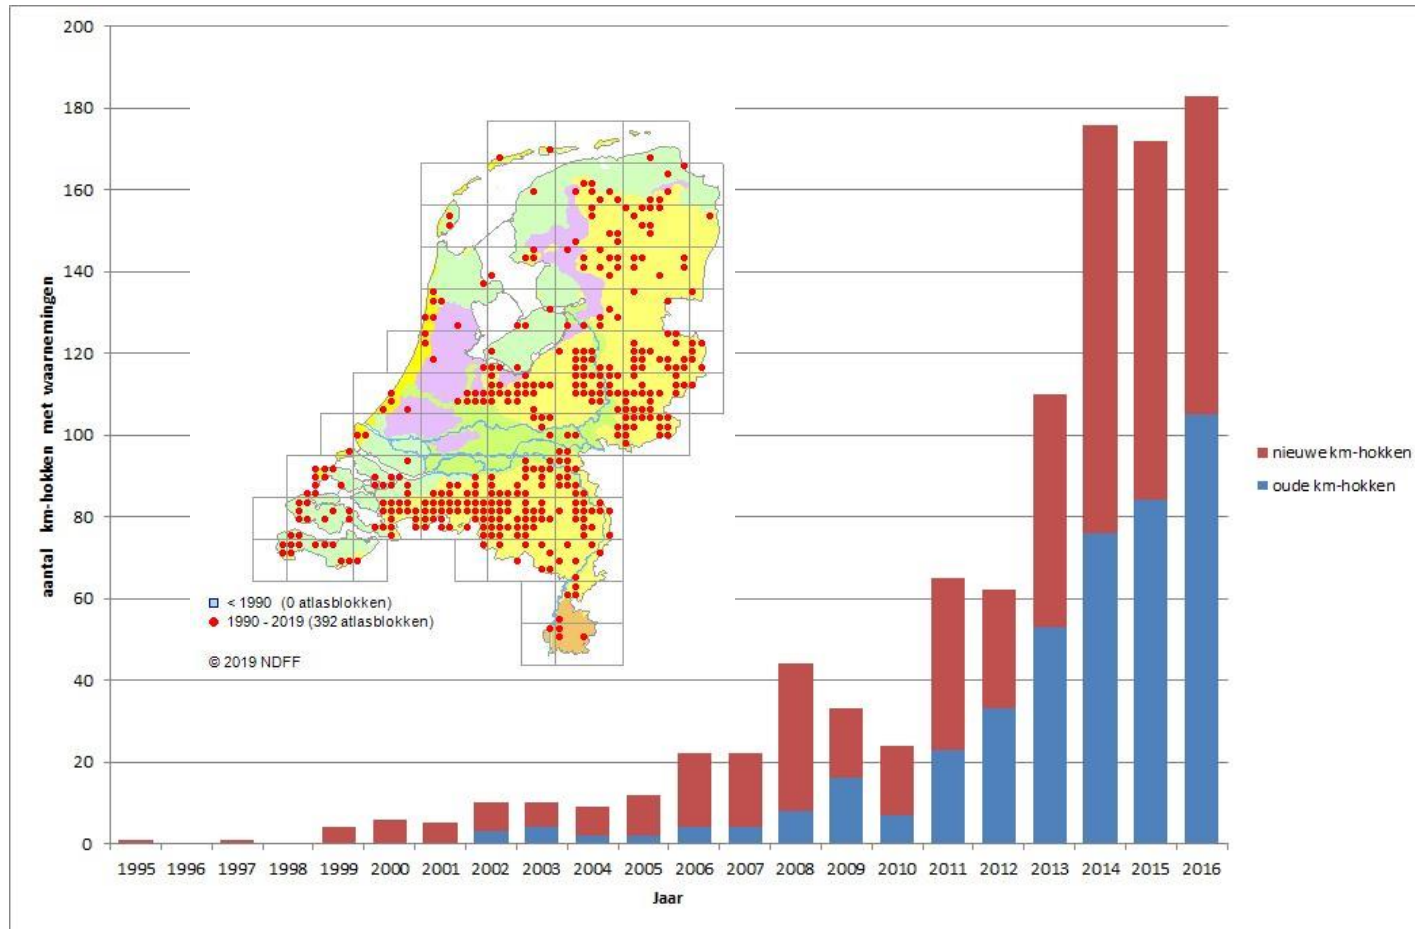 200
180
160
140
120
100
80
60
40
20
0
aantal km-hokken met waarnemingen
< 1990 (0 atlasblokken)
1990 - 2019 (392 atlasblokken)
© 2019 NDFF
nieuwe km-hokken
oude km-hokken
1995 1996 1997 1998 1999 2000 2001 2002 2003 2004 2005 2006 2007 2008 2009 2010 2011 2012 2013 2014 2015 2016
Jaar